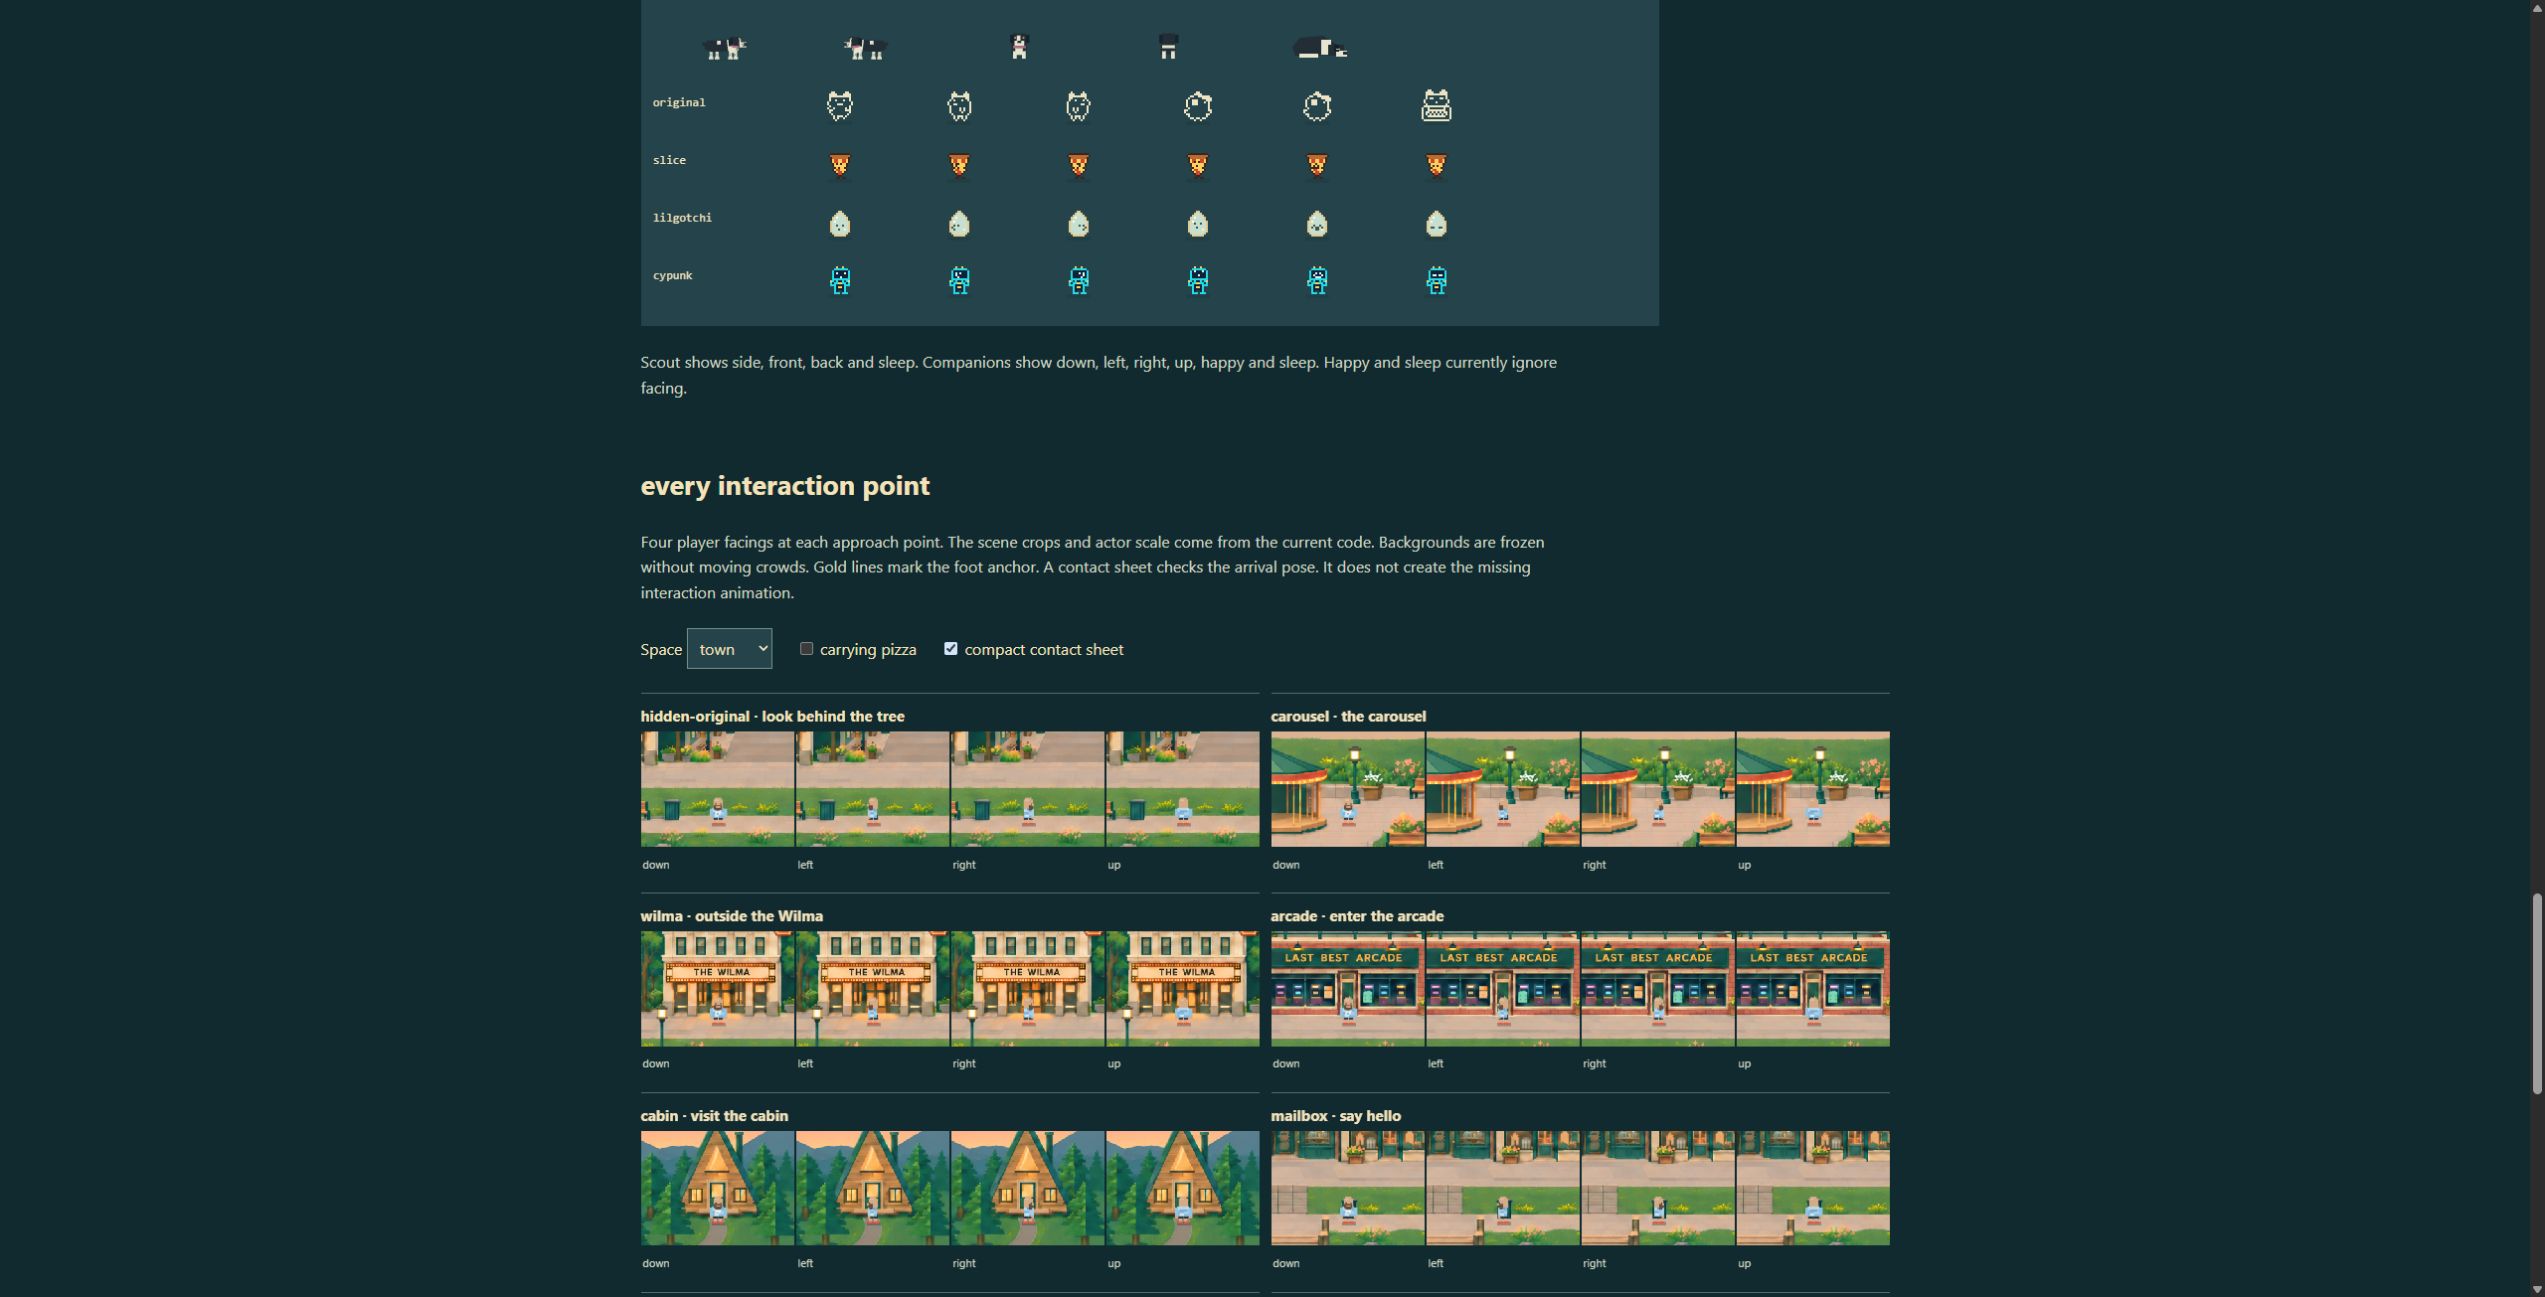 original
slice
lilgotchi
cypunk
Scout shows side, front, back and sleep. Companions show down, left, right, up, happy and sleep. Happy and sleep currently ignore
facing.
every interaction point
Four player facings at each approach point. The scene crops and actor scale come from the current code. Backgrounds are frozen
without moving crowds. Gold lines mark the foot anchor. A contact sheet checks the arrival pose. It does not create the missing
interaction animation.
Space town carrying pizza compact contact sheet
hidden-original · look behind the tree
down left right up
carousel · the carousel
down left right up
wilma · outside the Wilma
THE WILMA THE WILMA THE WILMA THE WILMA
down left right up
arcade · enter the arcade
LAST BEST ARCADE LAST BEST ARCADE LAST BEST ARCADE LAST BEST ARCADE
down left right up
cabin · visit the cabin
down left right up
mailbox · say hello
down left right up